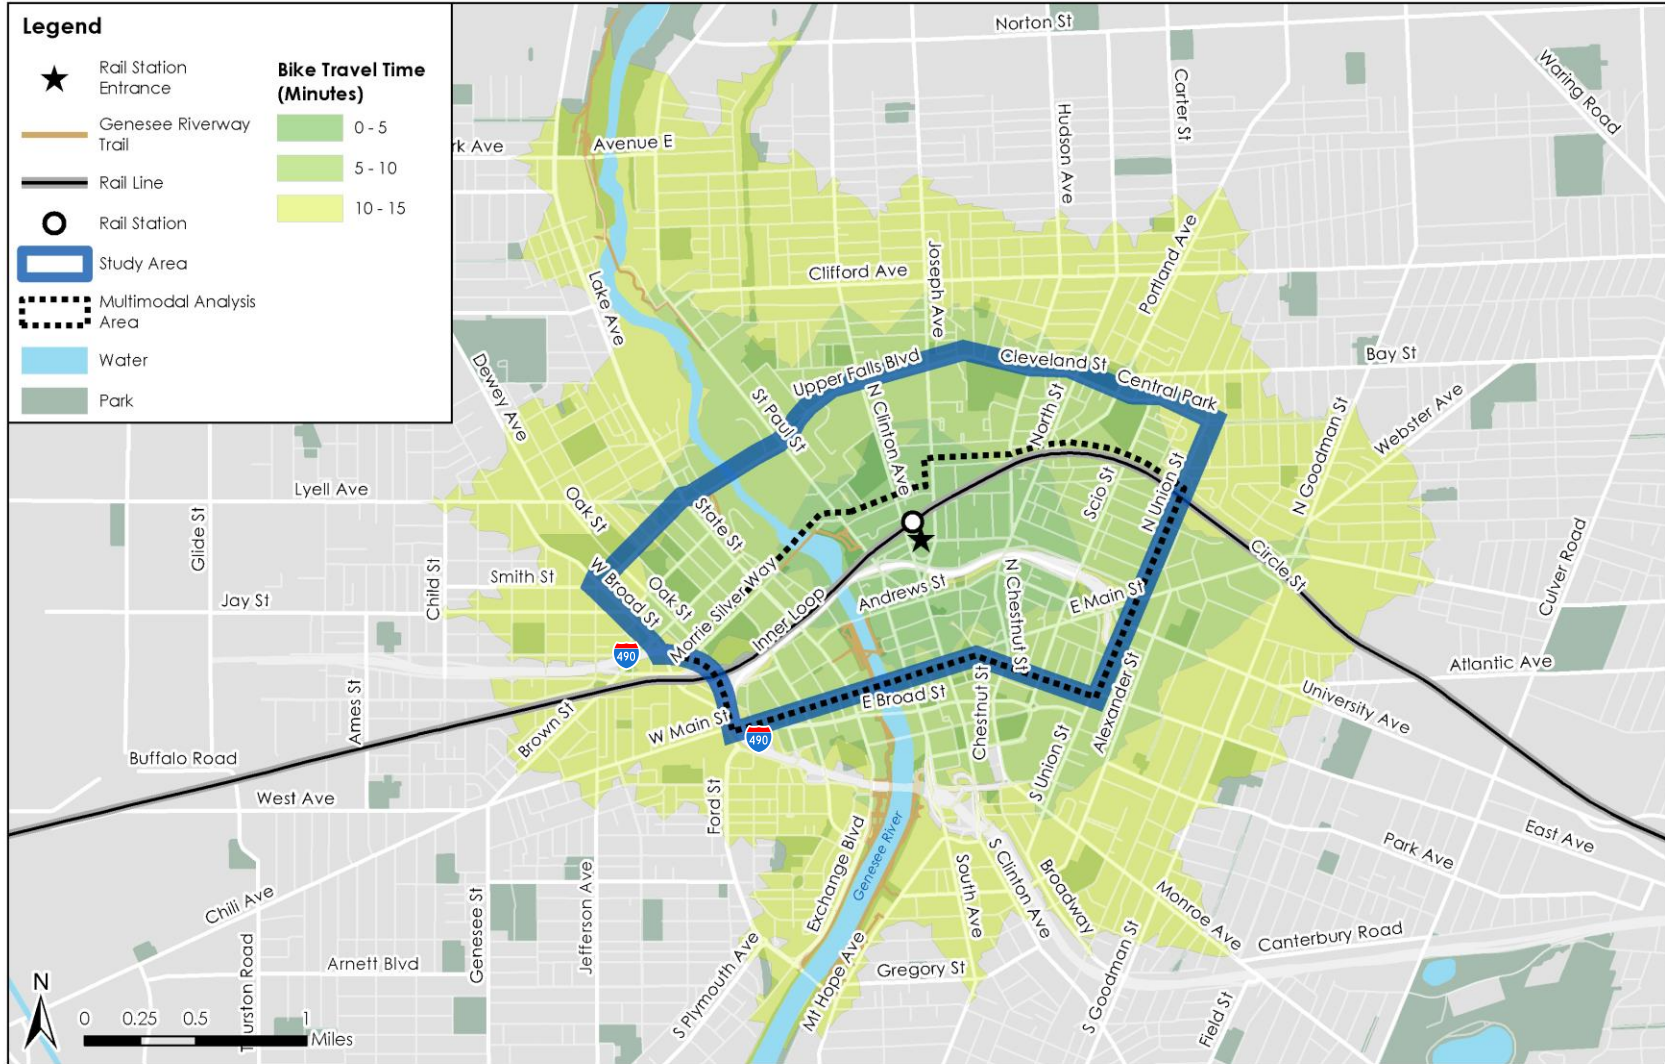 Legend
Rail Station
Entrance
Genesee Riverway
Trail
Rail Line
Rail Station
Study Area
Multimodal Analysis
Area
Water
Park
Bike Travel Time
(Minutes)
0 - 5
5 - 10
10 - 15
Norton St
Waring Road
Carter St
Hudson Ave
rk Ave
Avenue E
Portland Ave
Joseph Ave
Clifford Ave
Lake Ave
Bay St
Cleveland St
Upper Falls Blvd
Central Park
Dewey Ave
St Paul St
N Clinton Ave
North St
N Goodman St
Webster Ave
Lyell Ave
Oak St
State St
Scio St
N Union St
Glide St
Child St
Smith St
W Broad St
Oak St
Morrie Silver Way
Inner Loop
Andrews St
N Chestnut St
E Main St
Circle St
Culver Road
Jay St
490
Ames St
Brown St
W Main St
490
E Broad St
Chestnut St
Alexander St
Atlantic Ave
University Ave
Buffalo Road
West Ave
Ford St
S Union St
Exchange Blvd
Genesee River
South Ave
S Clinton Ave
Broadway
Monroe Ave
Park Ave
East Ave
Chili Ave
Genesee St
Jefferson Ave
Thurston Road
Arnett Blvd
S Plymouth Ave
Mt Hope Ave
Gregory St
S Goodman St
Canterbury Road
Field St
N
0 0.25 0.5 1
Miles